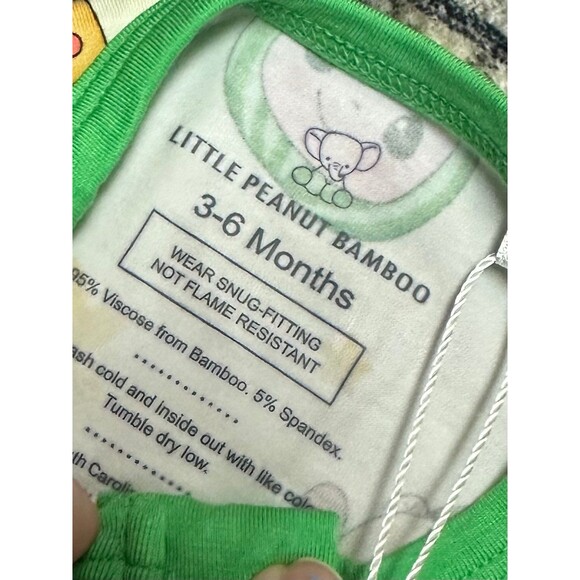 LITTLE PEANUT BAMBOO
3-6 Months
WEAR SNUG-FITTING
NOT FLAME RESISTANT
95% Viscose from Bamboo. 5% Spandex.
ash cold and Inside out with like colo
Tumble dry low.
th Carolin